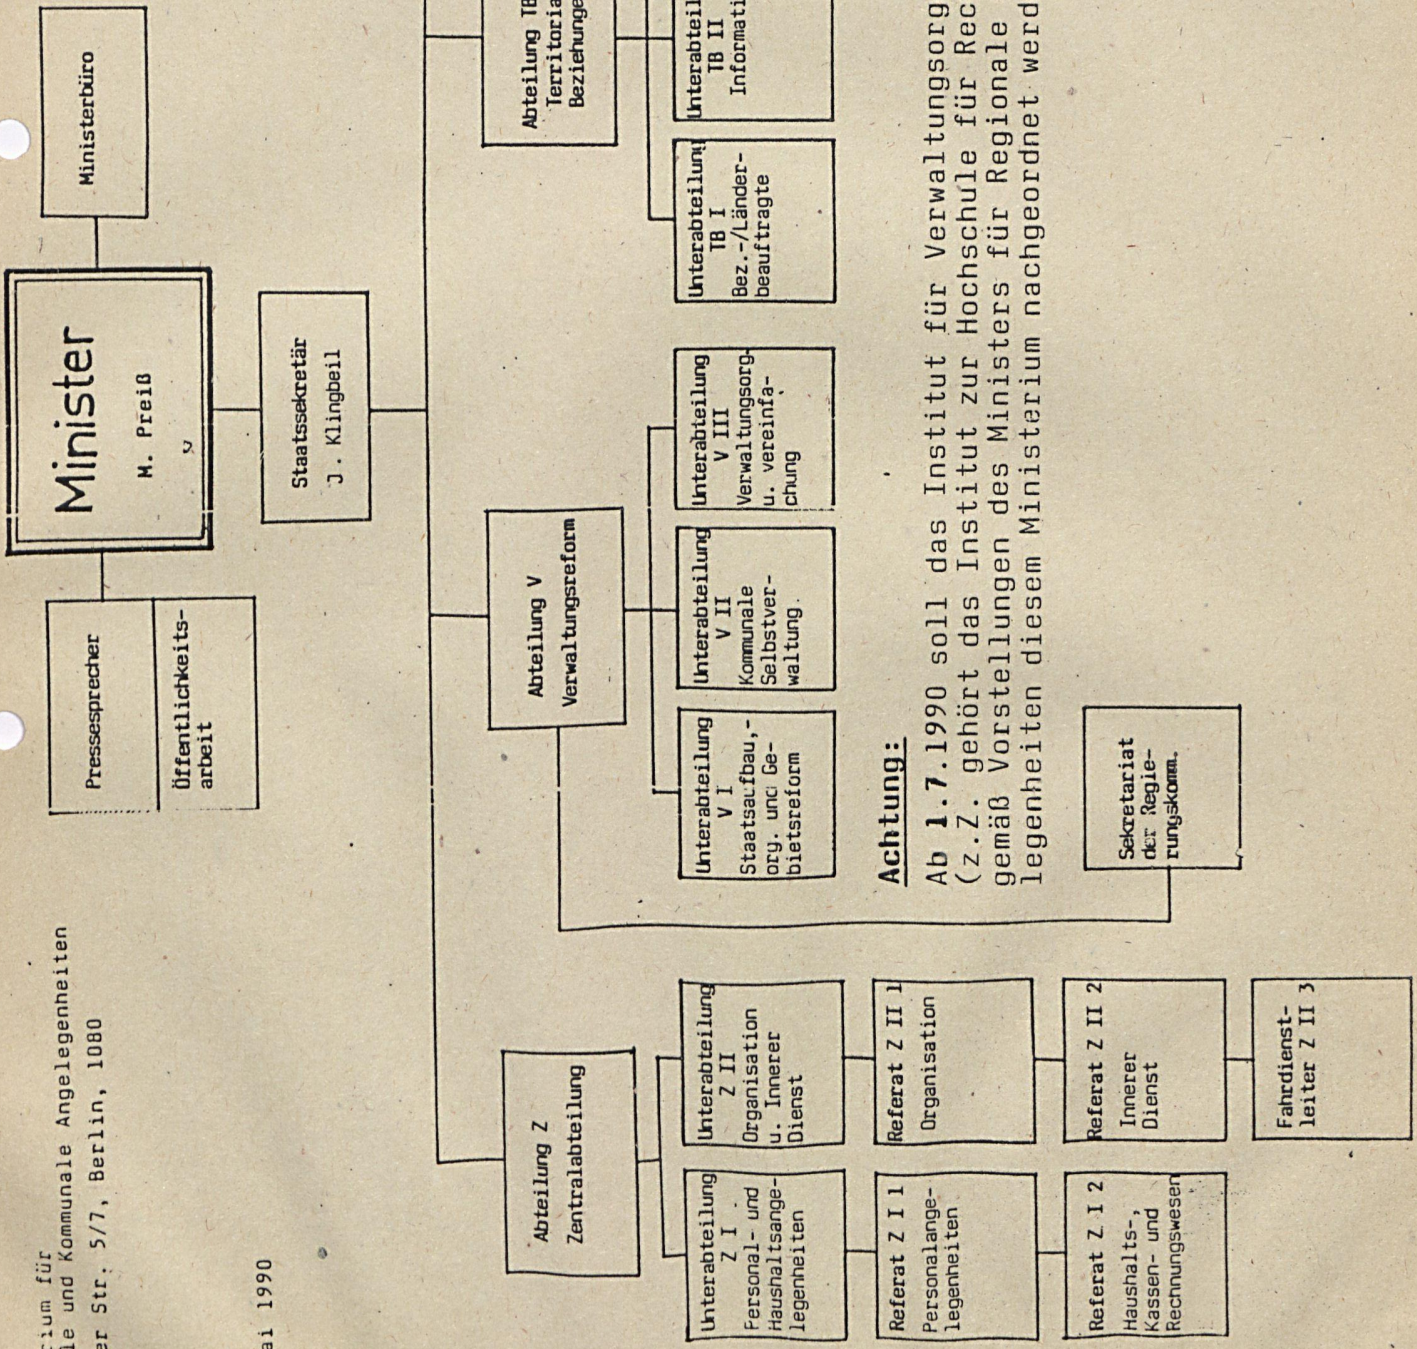 rium für
le und Kommunale Angelegenheiten
er Str. 5/7, Berlin, 1080
ai 1990
Pressesprecher
Öffentlichkeits-
arbeit
Minister
M. Preiß
Ministerbüro
Staatssekretär
J. Klingbeil
Abteilung Z
Zentralabteilung
Abteilung V
Verwaltungsreform
Abteilung TB
Territoria
Beziehunge
Unterabteilung
Z I
Personal- und
Haushaltsange-
legenheiten
Unterabteilung
Z II
Organisation
u. Innerer
Dienst
Unterabteilung
V I
Staatsaufbau,-
org. und Ge-
bietsreform
Unterabteilung
V II
Kommunale
Selbstver-
waltung.
Unterabteilung
V III
Verwaltungsorg-
u. vereinfa-
chung
Unterabteilung
TB I
Bez.-/Länder-
beauftragte
Unterabteil
TB II
Informati
Referat Z I 1
Personalange-
legenheiten
Referat Z II 1
Organisation
Referat Z I 2
Haushalts-,
Kassen- und
Rechnungswesen
Referat Z II 2
Innerer
Dienst
Fahrdienst-
leiter Z II 3
Achtung:
Ab 1.7.1990 soll das Institut für Verwaltungsorg
(z.Z. gehört das Institut zur Hochschule für Rec
gemäß Vorstellungen des Ministers für Regionale
legenheiten diesem Ministerium nachgeordnet werd
Sekretariat
der Regie-
rungskomm.